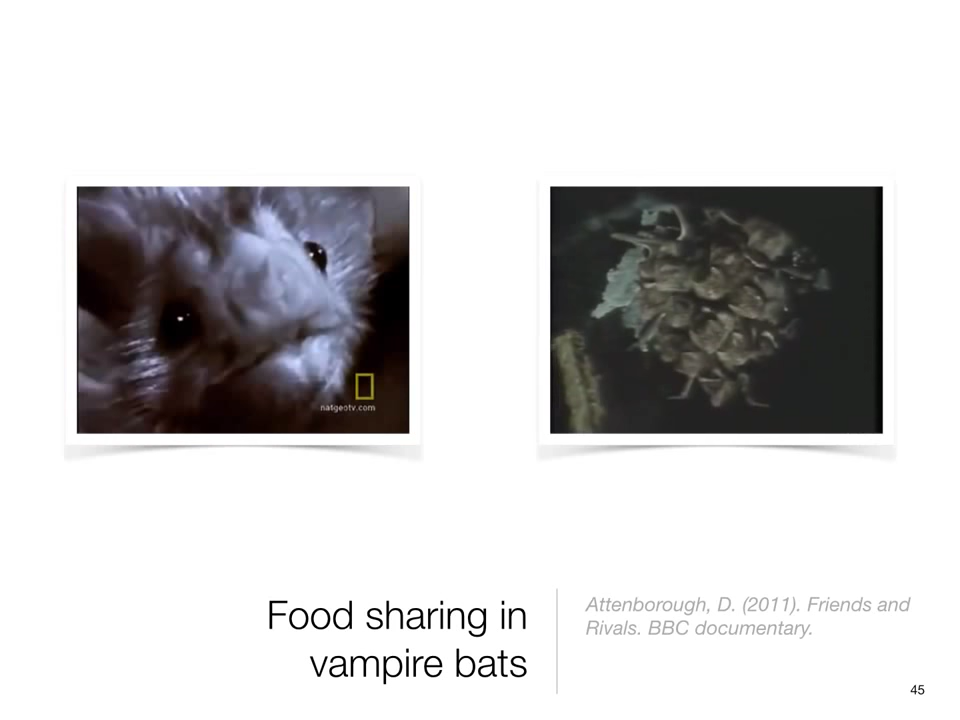 natgeotv.com
Food sharing in
vampire bats
Attenborough, D. (2011). Friends and
Rivals. BBC documentary.
45